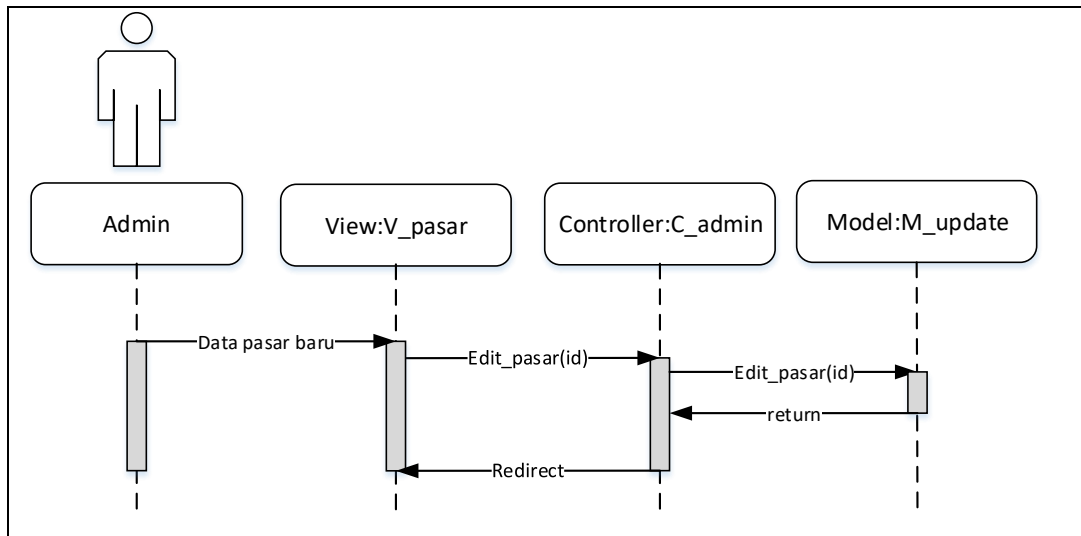 Admin
View:V_pasar
Controller:C_admin
Model:M_update
Data pasar baru
Edit_pasar(id)
Edit_pasar(id)
return
Redirect